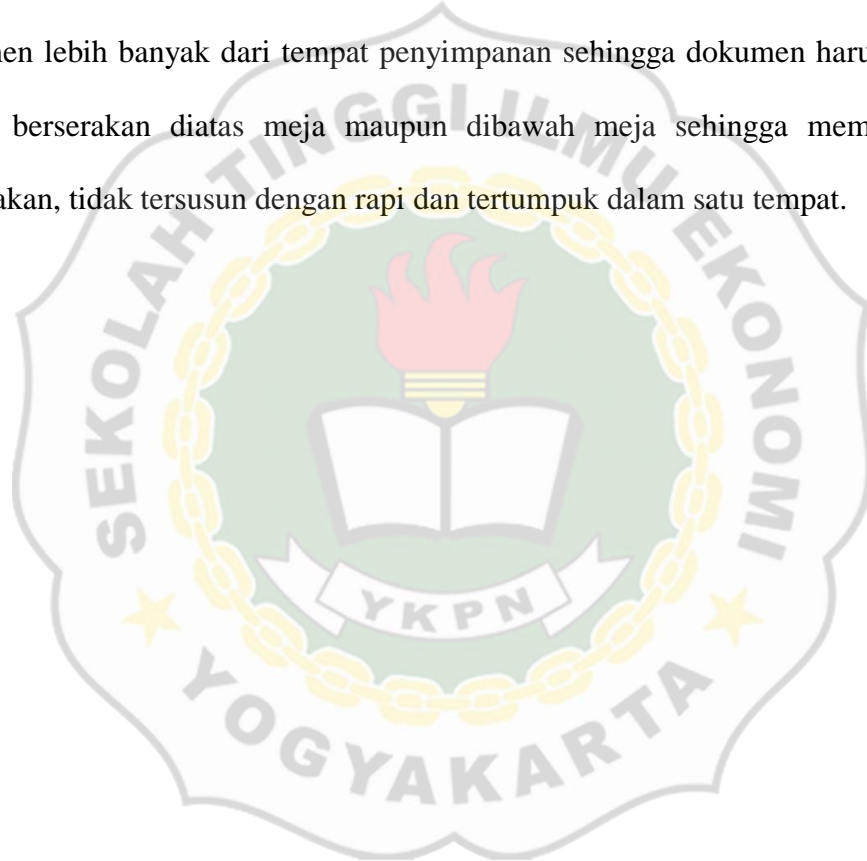 men lebih banyak dari tempat penyimpanan sehingga dokumen haru
berserakan diatas meja maupun dibawah meja sehingga mem
akan, tidak tersusun dengan rapi dan tertumpuk dalam satu tempat.
SEKOLAH TINGGI ILMU EKONOMI
YKPN
YOGYAKARTA